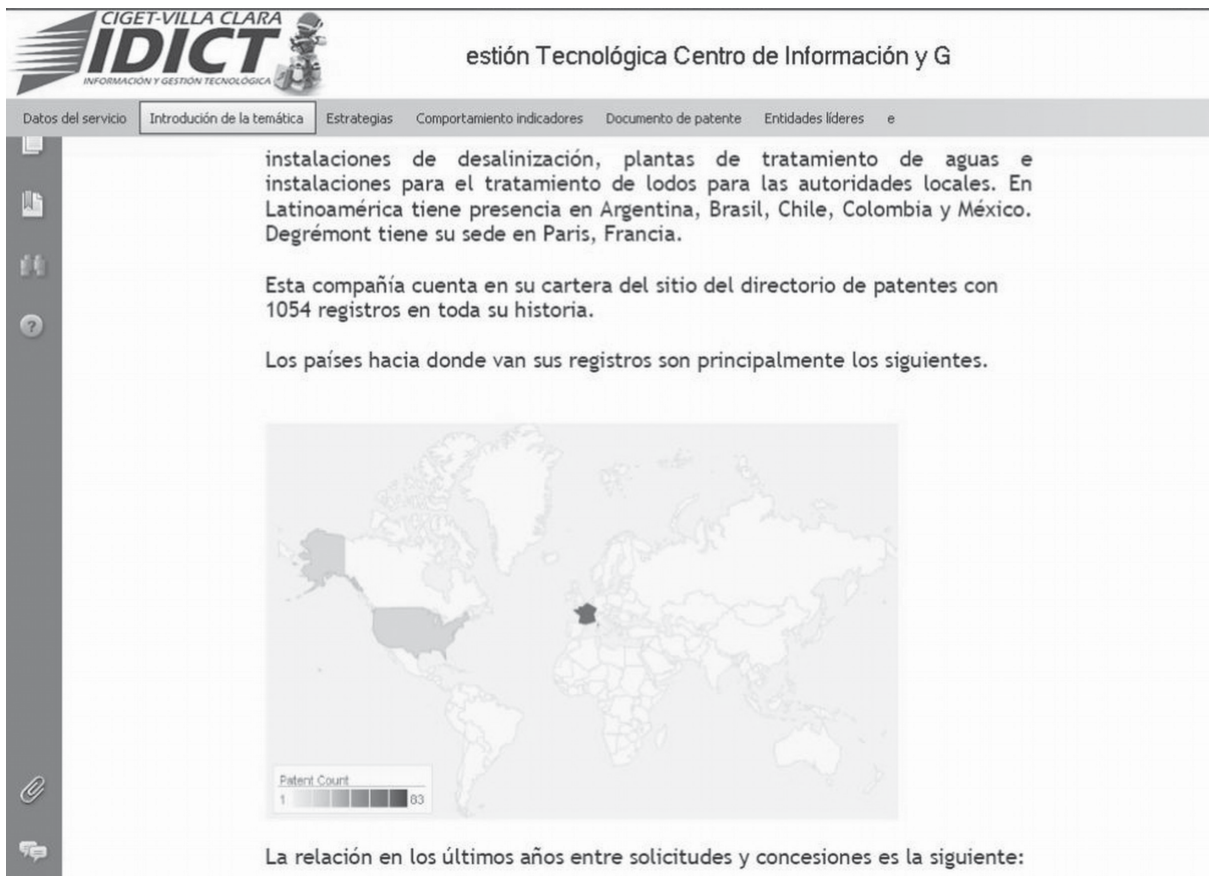 CIGET-VILLA CLARA
IDICT
INFORMACIÓN Y GESTIÓN TECNOLÓGICA
estión Tecnológica Centro de Información y G
Datos del servicio Introdución de la temática Estrategias Comportamiento indicadores Documento de patente Entidades líderes e
instalaciones de desalinización, plantas de tratamiento de aguas e
instalaciones para el tratamiento de lodos para las autoridades locales. En
Latinoamérica tiene presencia en Argentina, Brasil, Chile, Colombia y México.
Degrémont tiene su sede en Paris, Francia.
Esta compañía cuenta en su cartera del sitio del directorio de patentes con
1054 registros en toda su historia.
Los países hacia donde van sus registros son principalmente los siguientes.
Patent Count
1 63
La relación en los últimos años entre solicitudes y concesiones es la siguiente: